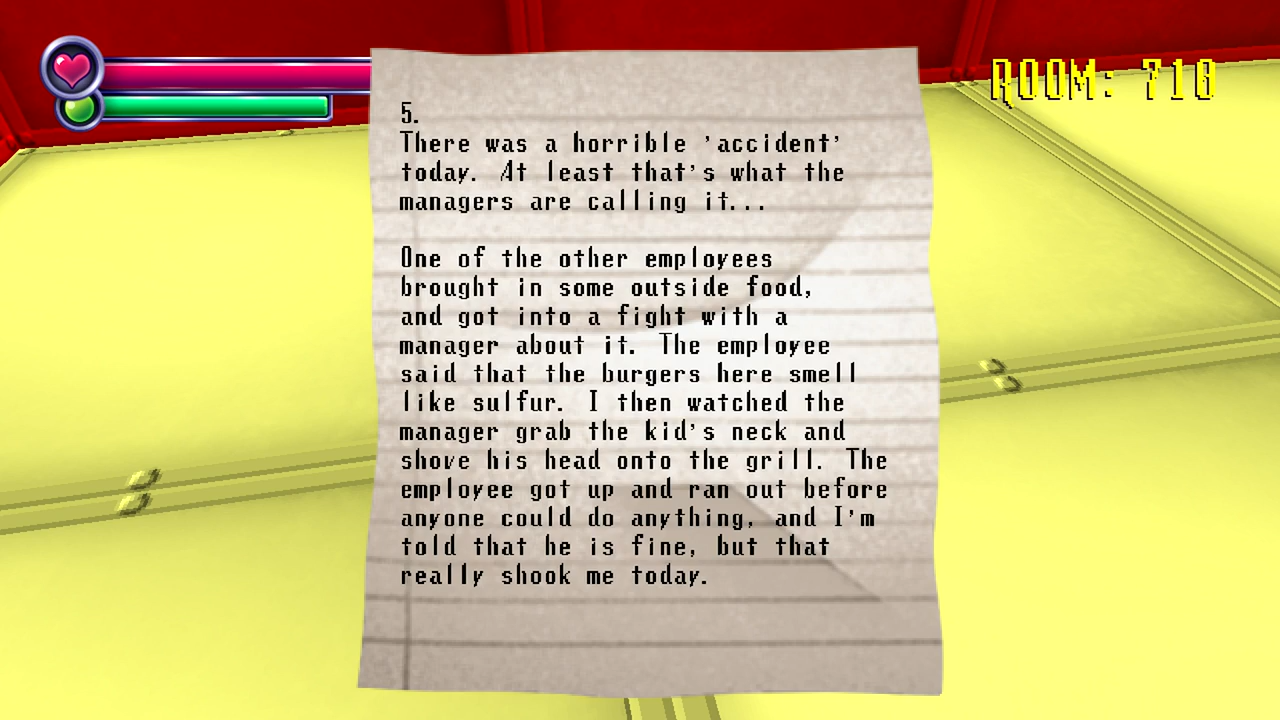 ROOM: 710
5.
There was a horrible 'accident'
today. At least that's what the
managers are calling it...
One of the other employees
brought in some outside food,
and got into a fight with a
manager about it. The employee
said that the burgers here smell
like sulfur. I then watched the
manager grab the kid's neck and
shove his head onto the grill. The
employee got up and ran out before
anyone could do anything, and I'm
told that he is fine, but that
really shook me today.